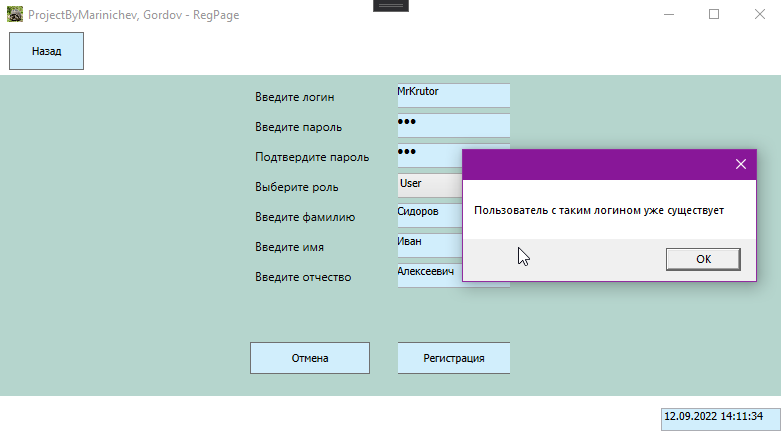 ProjectByMarinichev, Gordov - RegPage
Назад
Введите логин
MrKrutor
Введите пароль
•••
Подтвердите пароль
•••
Выберите роль
User
Введите фамилию
Сидоров
Введите имя
Иван
Введите отчество
Алексеевич
Пользователь с таким логином уже существует
OK
Отмена
Регистрация
12.09.2022 14:11:34